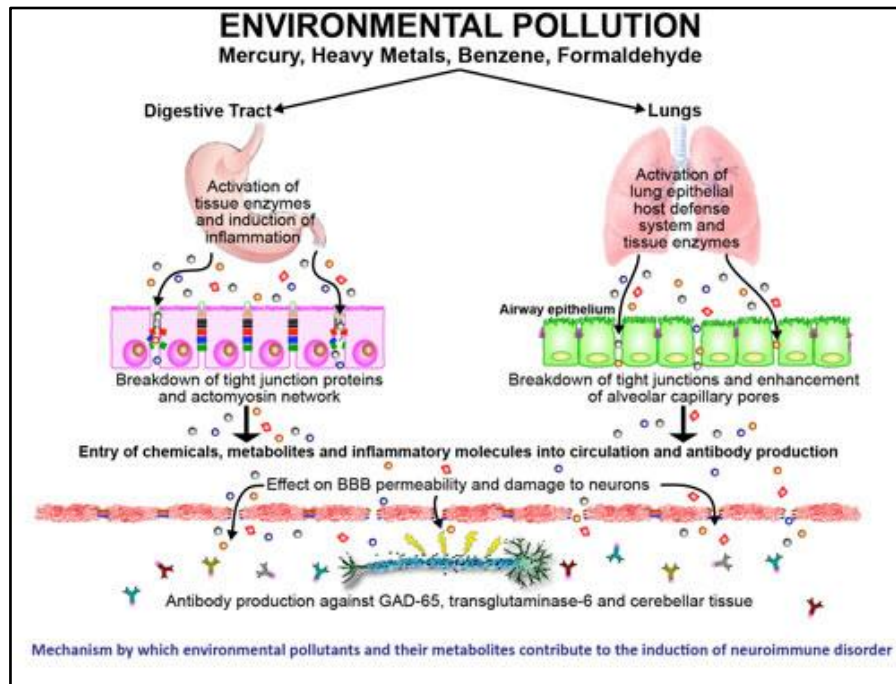 ENVIRONMENTAL POLLUTION
Mercury, Heavy Metals, Benzene, Formaldehyde
Digestive Tract
Lungs
Activation of
tissue enzymes
and induction of
inflammation
Activation of
lung epithelial
host defense
system and
tissue enzymes
Airway epithelium
Breakdown of tight junction proteins
and actomyosin network
Breakdown of tight junctions and enhancement
of alveolar capillary pores
Entry of chemicals, metabolites and inflammatory molecules into circulation and antibody production
Effect on BBB permeability and damage to neurons
Antibody production against GAD-65, transglutaminase-6 and cerebellar tissue
Mechanism by which environmental pollutants and their metabolites contribute to the induction of neuroimmune disorder